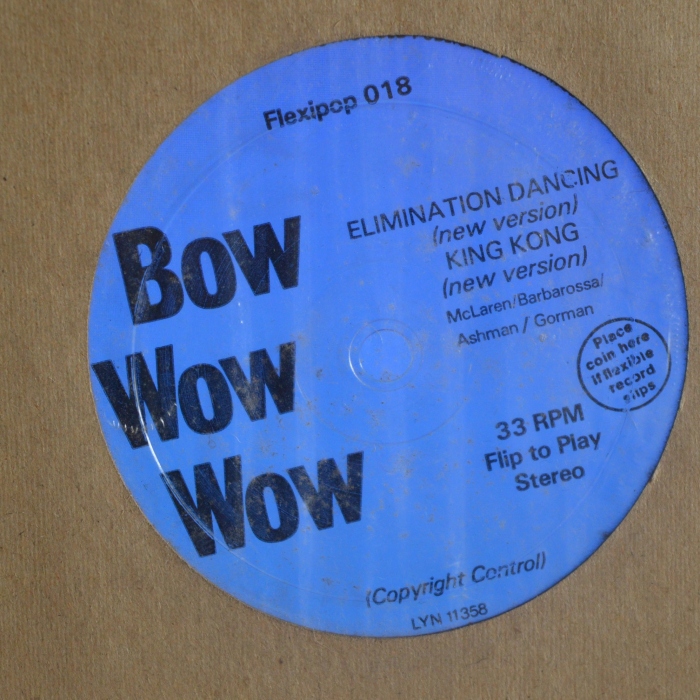 Flexipop 018
Bow
Wow
Wow
ELIMINATION DANCING
(new version)
KING KONG
(new version)
McLaren/Barbarossa/
Ashman / Gorman
Place
coin here
if flexible
record
slips
33 RPM
Flip to Play
Stereo
(Copyright Control)
LYN 11358